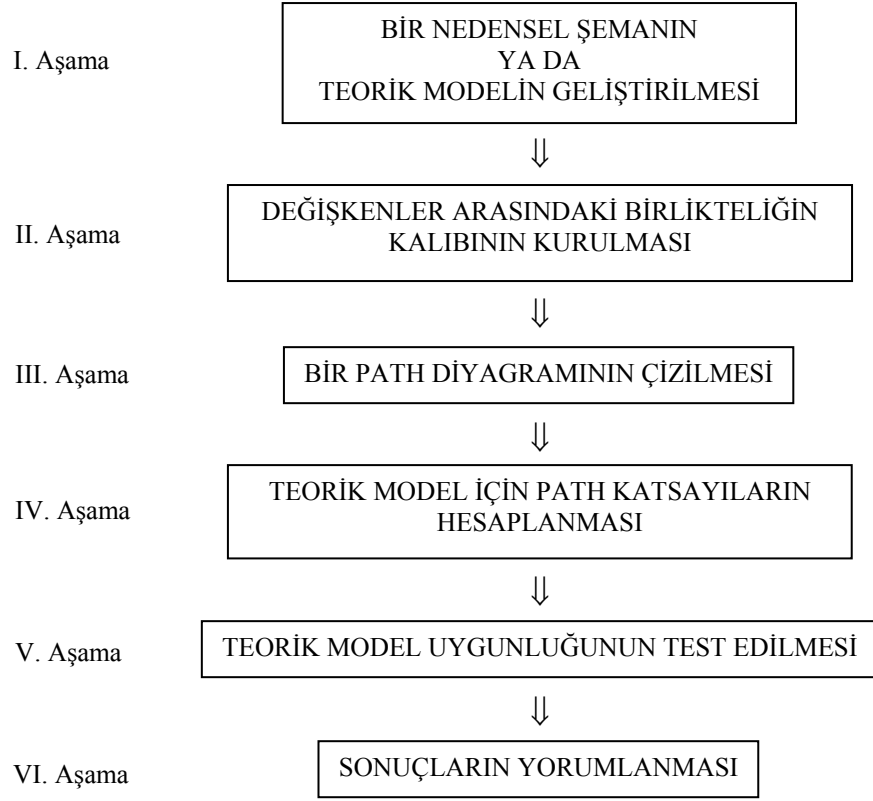 I. Aşama
BİR NEDENSEL ŞEMANIN
YA DA
TEORİK MODELİN GELİŞTİRİLMESİ
⇓
II. Aşama
DEĞİŞKENLER ARASINDAKİ BİRLİKTELİĞİN
KALIBININ KURULMASI
⇓
III. Aşama
BİR PATH DİYAGRAMININ ÇİZİLMESİ
⇓
IV. Aşama
TEORİK MODEL İÇİN PATH KATSAYILARIN
HESAPLANMASI
⇓
V. Aşama
TEORİK MODEL UYGUNLUĞUNUN TEST EDİLMESİ
⇓
VI. Aşama
SONUÇLARIN YORUMLANMASI